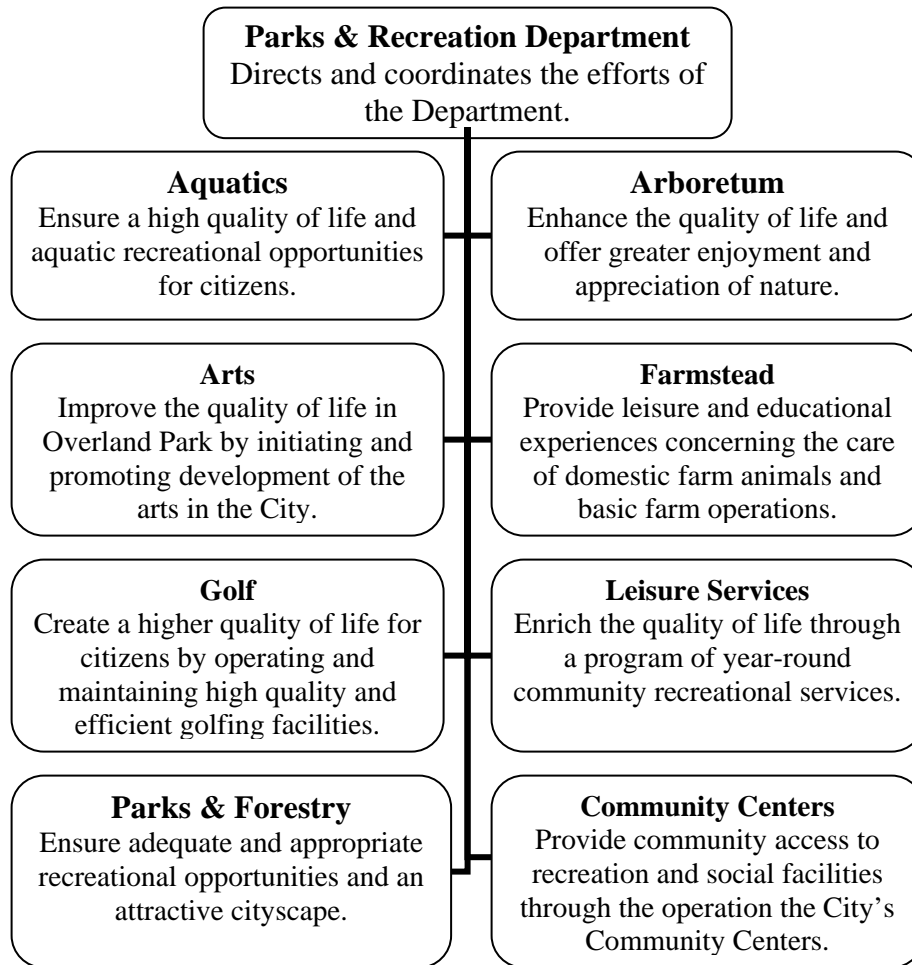 Parks & Recreation Department
Directs and coordinates the efforts of
the Department.
Aquatics
Ensure a high quality of life and
aquatic recreational opportunities
for citizens.
Arboretum
Enhance the quality of life and
offer greater enjoyment and
appreciation of nature.
Arts
Improve the quality of life in
Overland Park by initiating and
promoting development of the
arts in the City.
Farmstead
Provide leisure and educational
experiences concerning the care
of domestic farm animals and
basic farm operations.
Golf
Create a higher quality of life for
citizens by operating and
maintaining high quality and
efficient golfing facilities.
Leisure Services
Enrich the quality of life through
a program of year-round
community recreational services.
Parks & Forestry
Ensure adequate and appropriate
recreational opportunities and an
attractive cityscape.
Community Centers
Provide community access to
recreation and social facilities
through the operation the City’s
Community Centers.